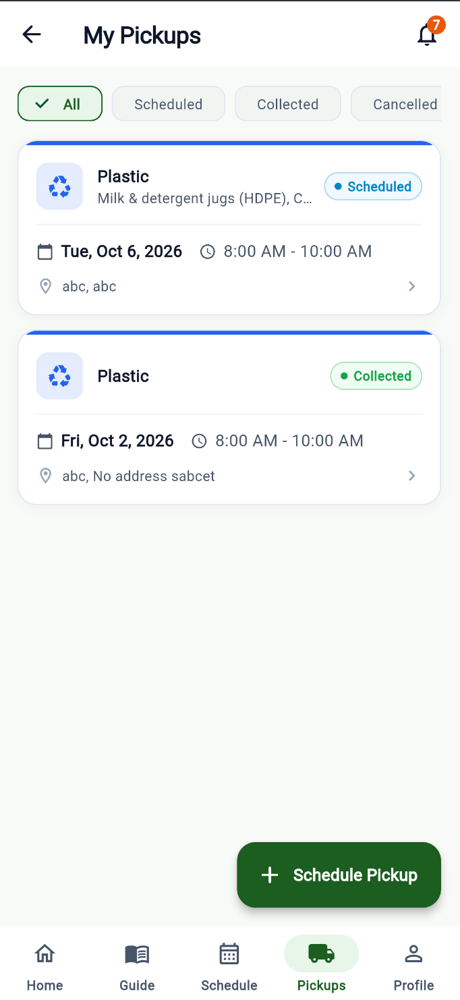 My Pickups
7
All
Scheduled
Collected
Cancelled
Plastic
Milk & detergent jugs (HDPE), C...
Scheduled
Tue, Oct 6, 2026
8:00 AM - 10:00 AM
abc, abc
Plastic
Collected
Fri, Oct 2, 2026
8:00 AM - 10:00 AM
abc, No address sabcet
+ Schedule Pickup
Home
Guide
Schedule
Pickups
Profile